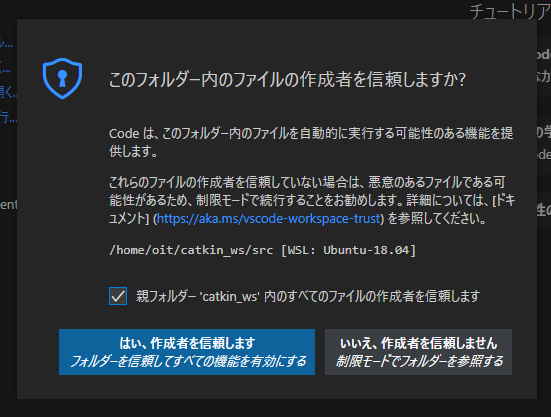 チュートリア
このフォルダー内のファイルの作成者を信頼しますか?
Code は、このフォルダー内のファイルを自動的に実行する可能性のある機能を提
供します。
これらのファイルの作成者を信頼していない場合は、悪意のあるファイルである可
能性があるため、制限モードで続行することをお勧めします。詳細については、[ドキ
ュメント] (https://aka.ms/vscode-workspace-trust) を参照してください。
/home/oit/catkin_ws/src [WSL: Ubuntu-18.04]
親フォルダー 'catkin_ws' 内のすべてのファイルの作成者を信頼します
はい、作成者を信頼します
フォルダーを信頼してすべての機能を有効にする
いいえ、作成者を信頼しません
制限モードでフォルダーを参照する